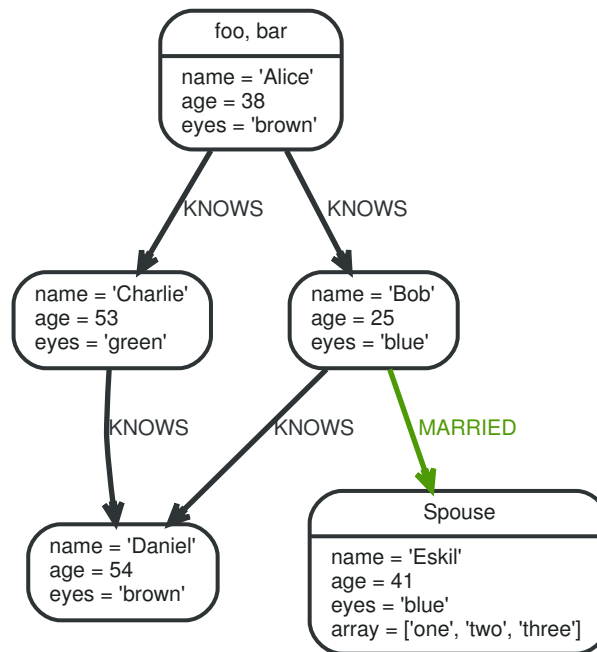 foo, bar
name = 'Alice'
age = 38
eyes = 'brown'
KNOWS
KNOWS
name = 'Charlie'
age = 53
eyes = 'green'
name = 'Bob'
age = 25
eyes = 'blue'
KNOWS
KNOWS
MARRIED
name = 'Daniel'
age = 54
eyes = 'brown'
Spouse
name = 'Eskil'
age = 41
eyes = 'blue'
array = ['one', 'two', 'three']